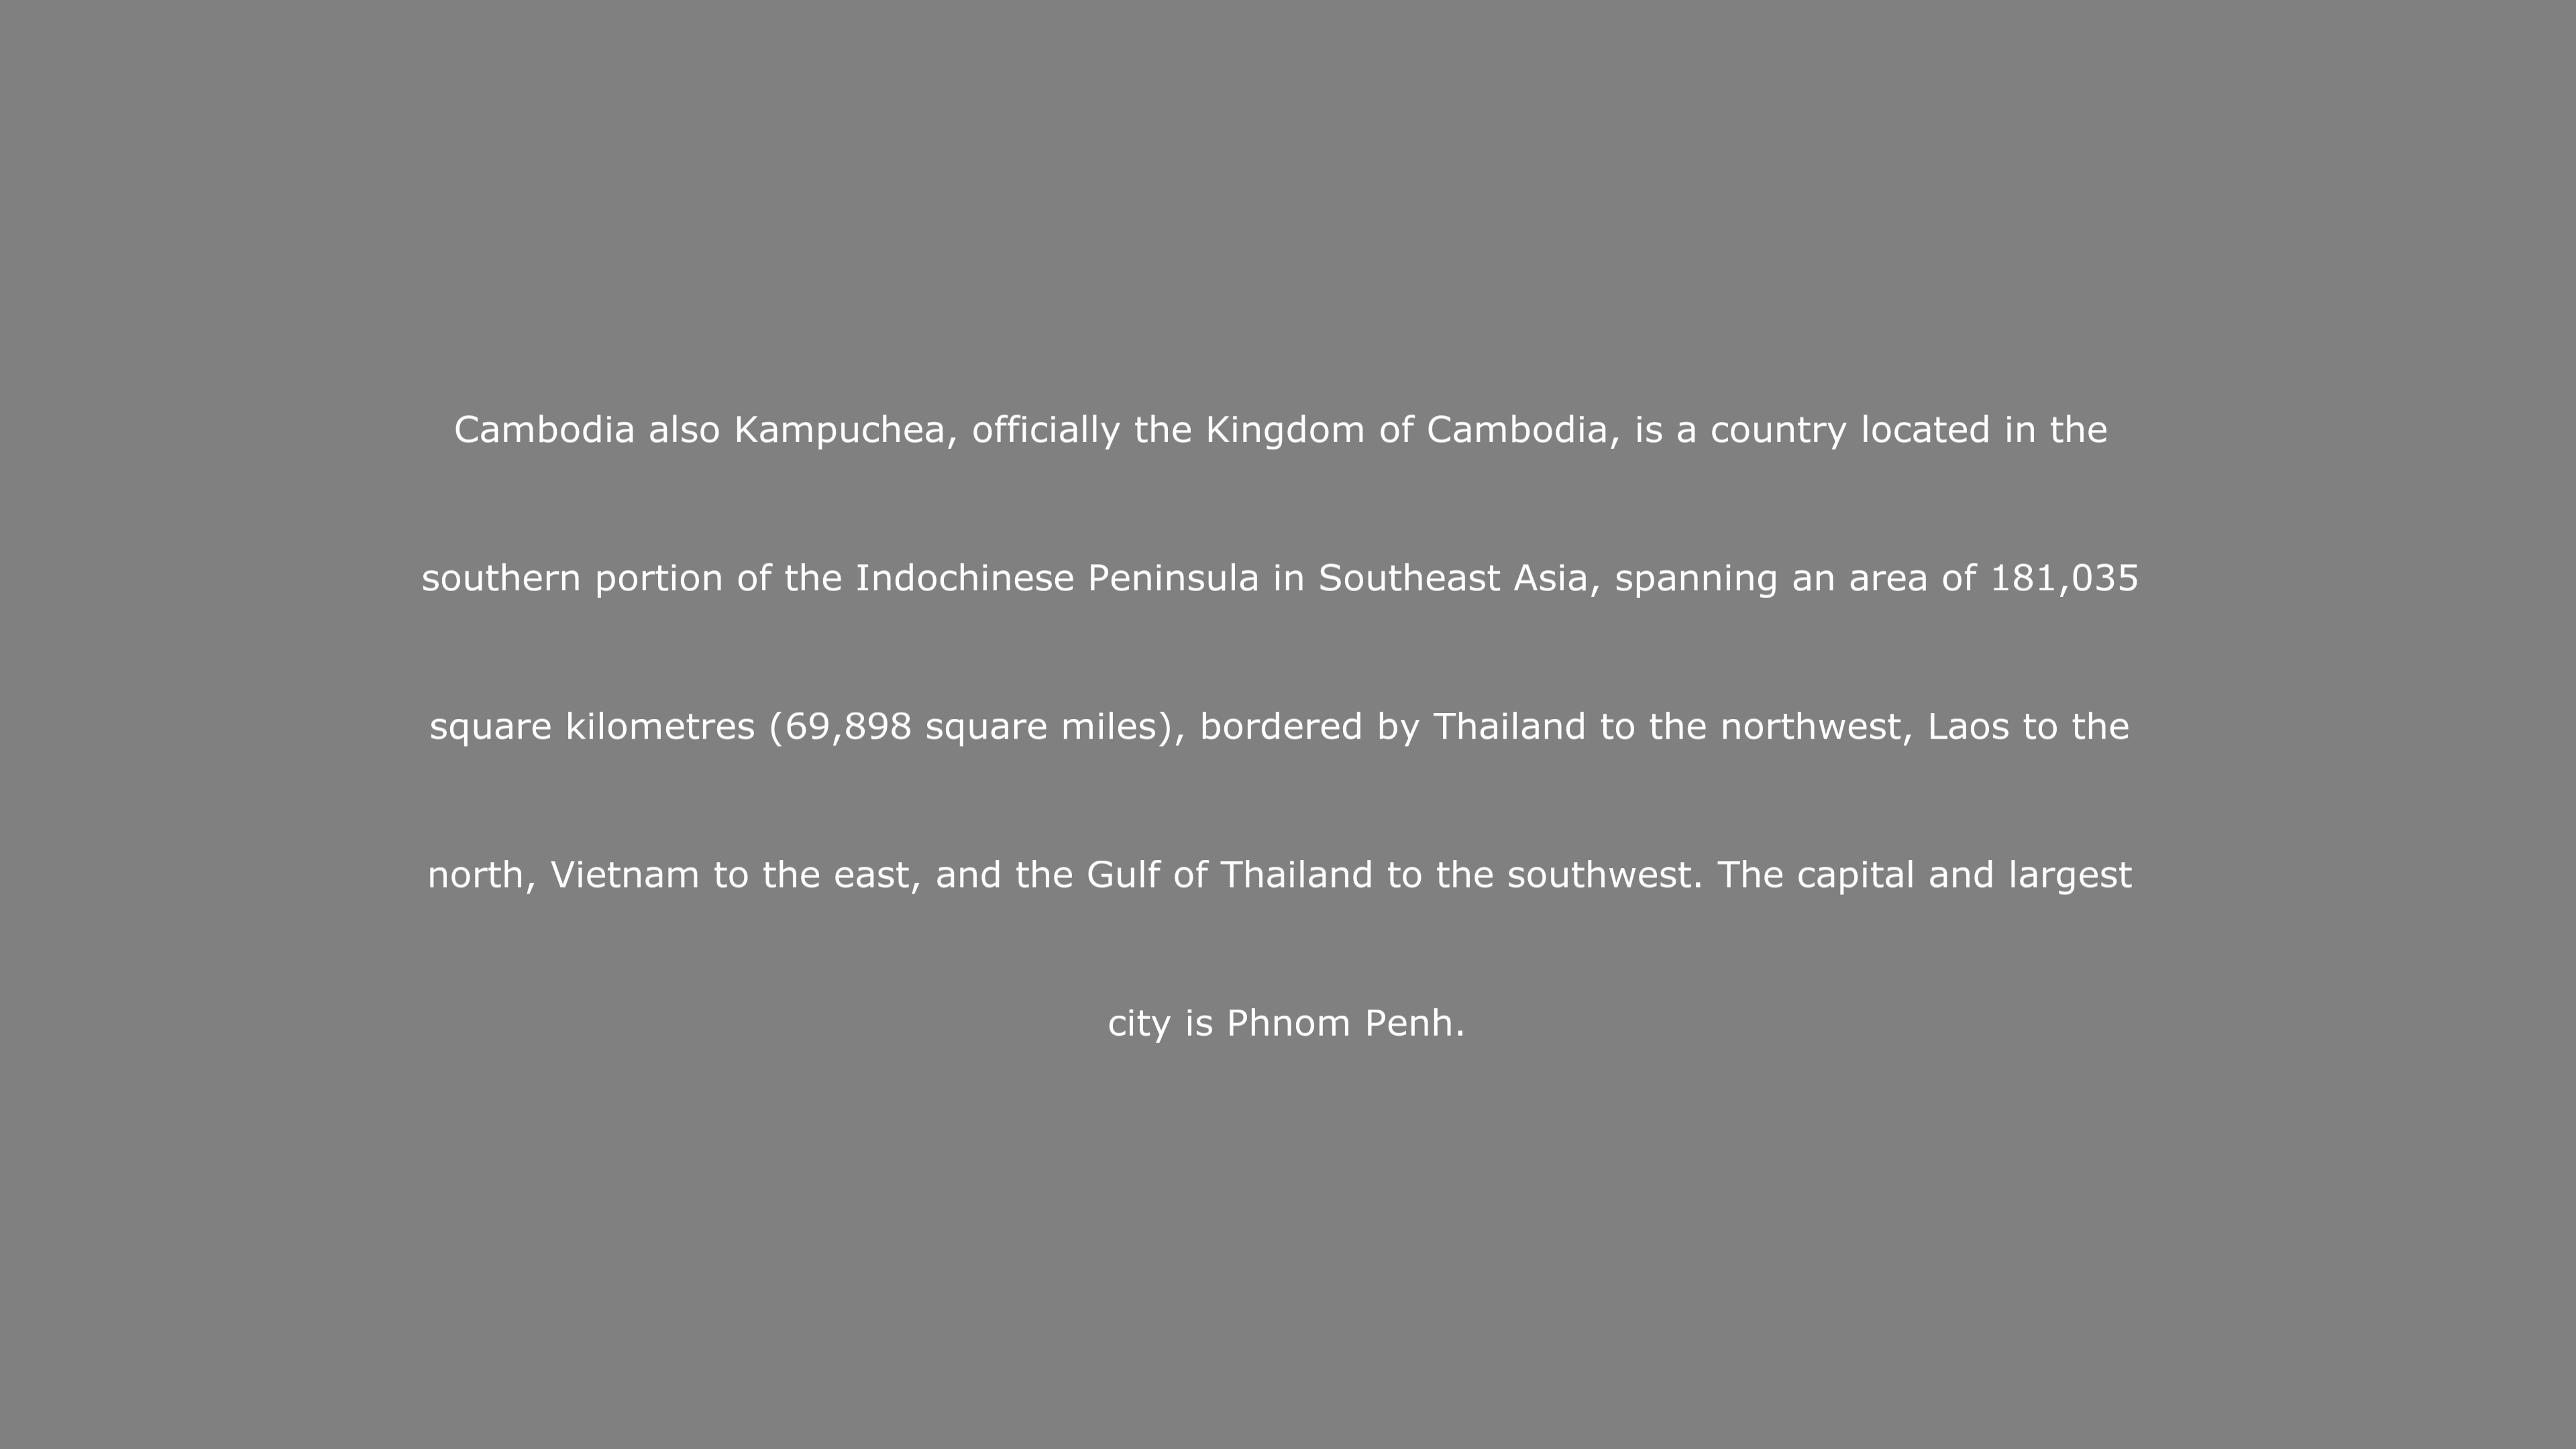 Cambodia also Kampuchea, officially the Kingdom of Cambodia, is a country located in the
southern portion of the Indochinese Peninsula in Southeast Asia, spanning an area of 181,035
square kilometres (69,898 square miles), bordered by Thailand to the northwest, Laos to the
north, Vietnam to the east, and the Gulf of Thailand to the southwest. The capital and largest
city is Phnom Penh.